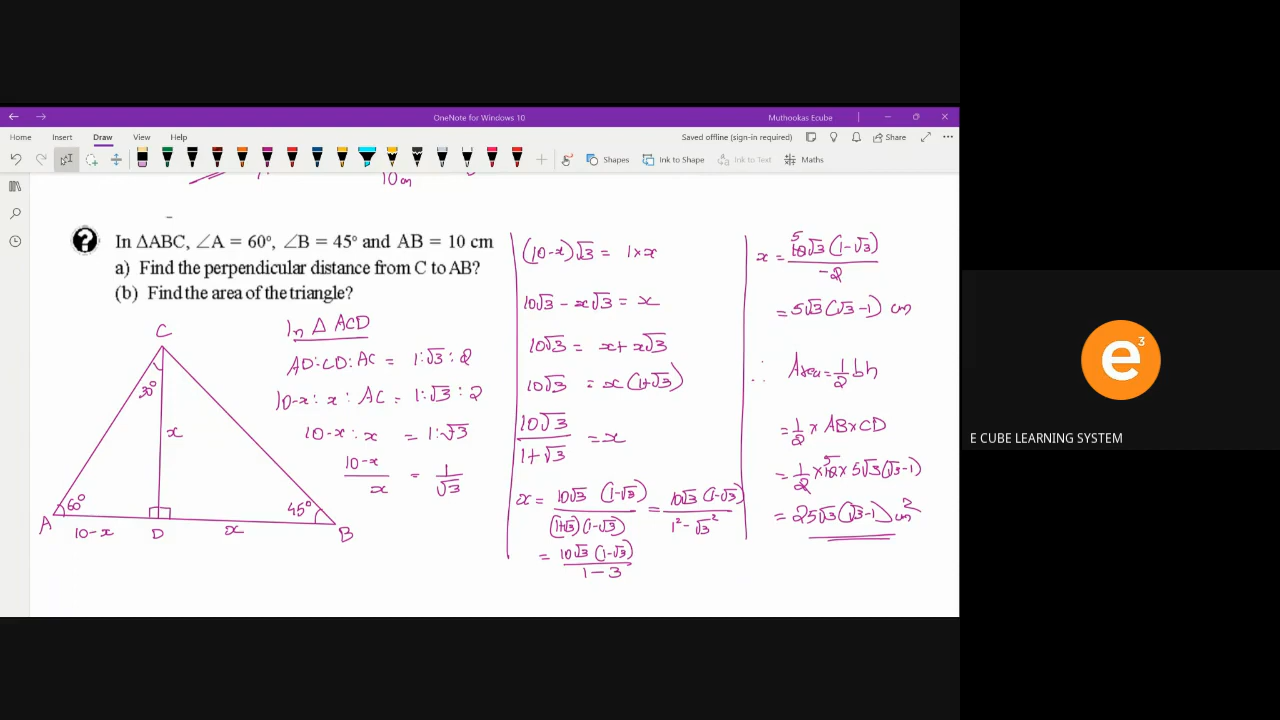 OneNote for Windows 10
Muthookas Ecube
Home Insert Draw View Help
Saved offline (sign-in required)
Share
Shapes
Ink to Shape
Ink to Text
Maths
10 cm
In ΔABC, ∠A = 60°, ∠B = 45° and AB = 10 cm
a) Find the perpendicular distance from C to AB?
(b) Find the area of the triangle?
C
30°
x
60°
45°
A
10-x
D
x
B
In Δ ACD
AD:CD:AC = 1:√3:2
10-x : x : AC = 1:√3:2
10-x : x = 1:√3
10-x / x = 1/√3
(10-x)√3 = 1×x
10√3 - x√3 = x
10√3 = x+x√3
10√3 = x(1+√3)
10√3 / 1+√3 = x
x = 10√3 (1-√3) / (1+√3)(1-√3) = 10√3 (1-√3) / 1² - √3²
= 10√3 (1-√3) / 1-3
x = 5 10√3 (1-√3) / -2
= 5√3(√3-1) cm
∴ Area = 1/2 bh
= 1/2 × AB × CD
= 1/2 × 5 10 × 5√3(√3-1)
= 25√3(√3-1) cm²
e³
E CUBE LEARNING SYSTEM